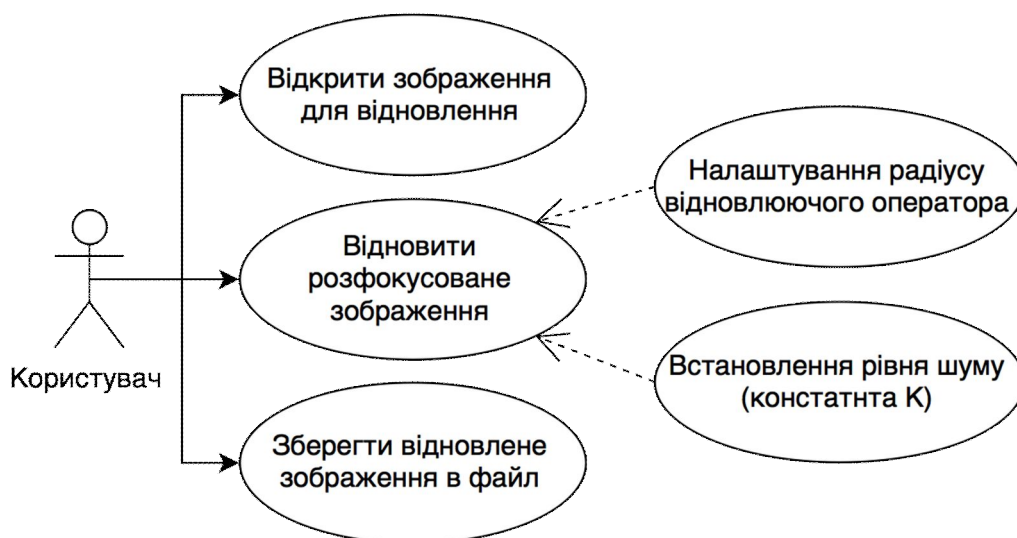 Відкрити зображення
для відновлення
Налаштування радіусу
відновлюючого оператора
Відновити
розфокусоване
зображення
Користувач
Встановлення рівня шуму
(констатнта К)
Зберегти відновлене
зображення в файл